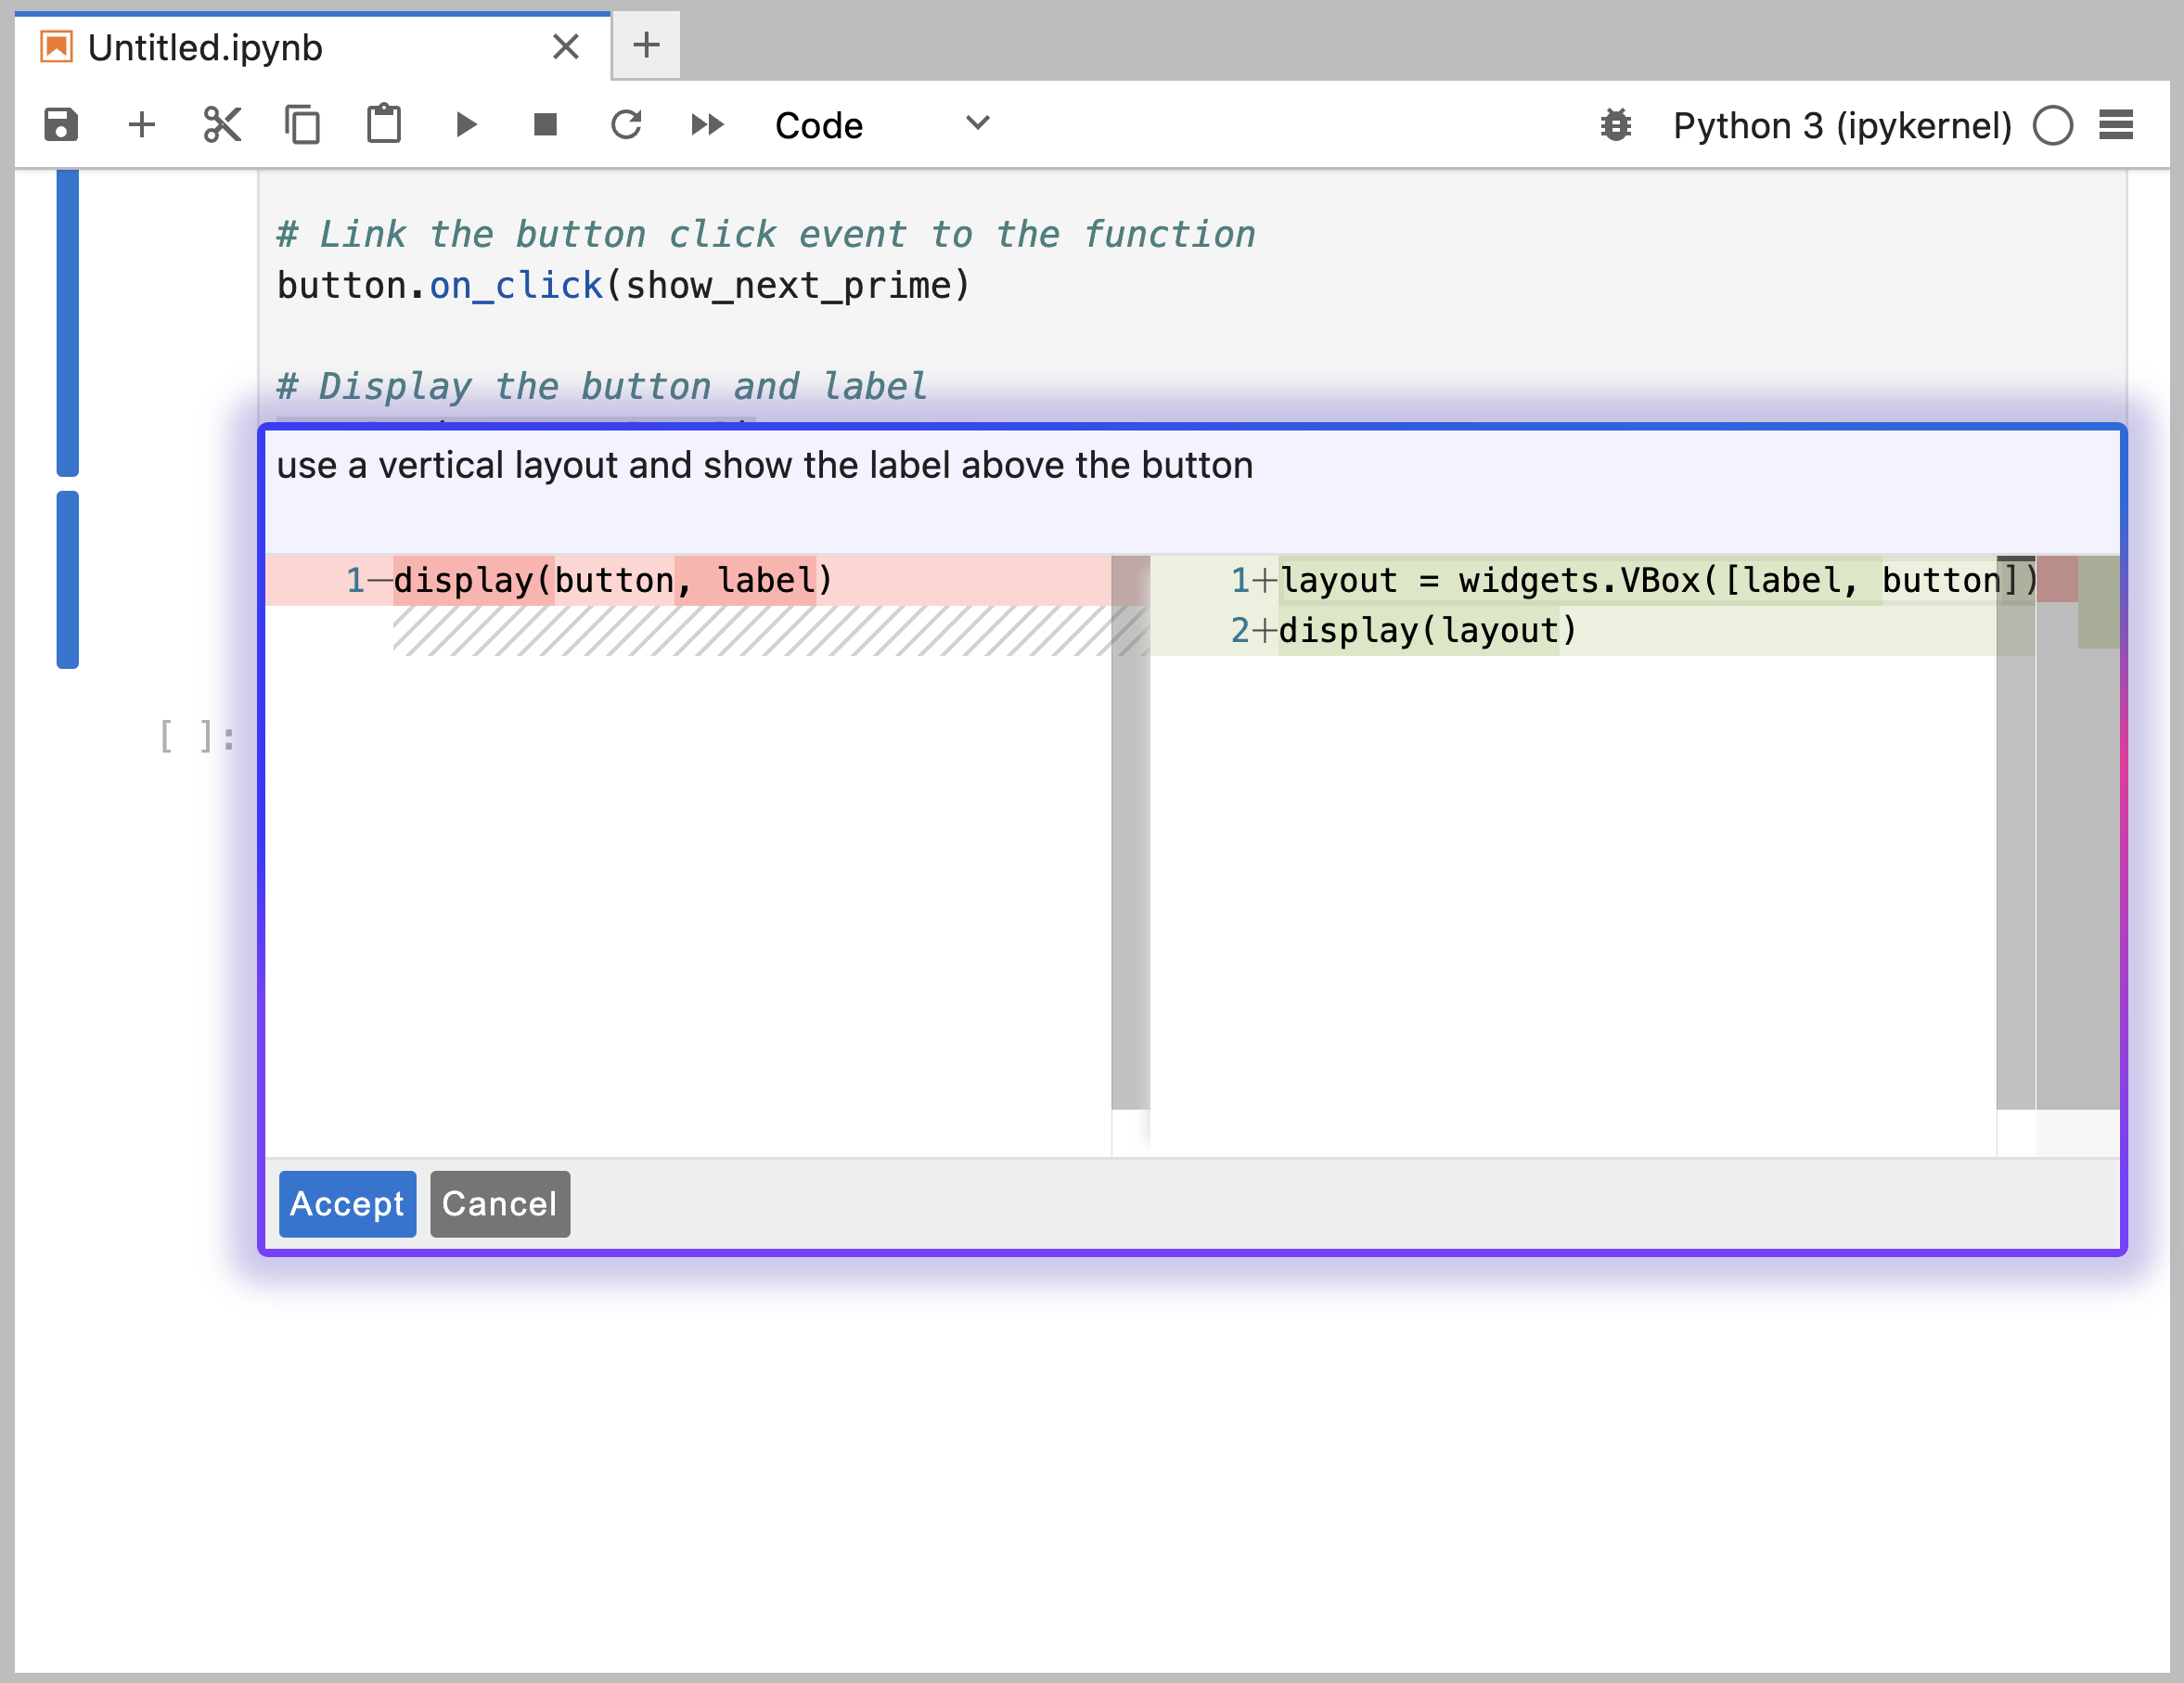 Untitled.ipynb
Code
Python 3 (ipykernel)
# Link the button click event to the function
button.on_click(show_next_prime)
# Display the button and label
use a vertical layout and show the label above the button
1—display(button, label)
1+layout = widgets.VBox([label, button])
2+display(layout)
[ ]:
Accept Cancel